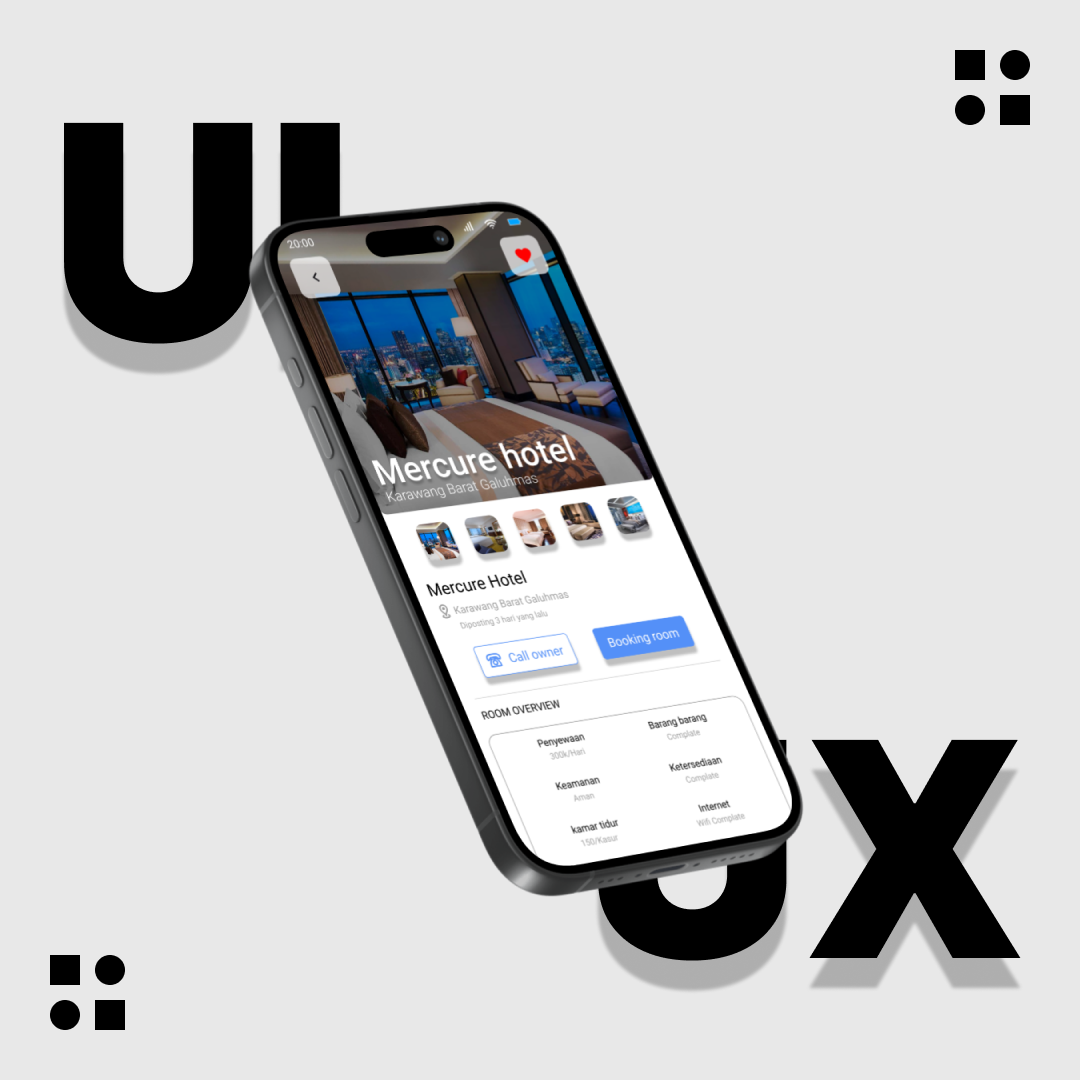 UI
20:00
Mercure hotel
Karawang Barat Galuhmas
Mercure Hotel
Karawang Barat Galuhmas
Diposting 3 hari yang lalu
Call owner
Booking room
ROOM OVERVIEW
Penyewaan
300k/Hari
Barang barang
Complate
Keamanan
Aman
Ketersediaan
Complate
kamar tidur
150/Kasur
Internet
Wifi Complate
UX